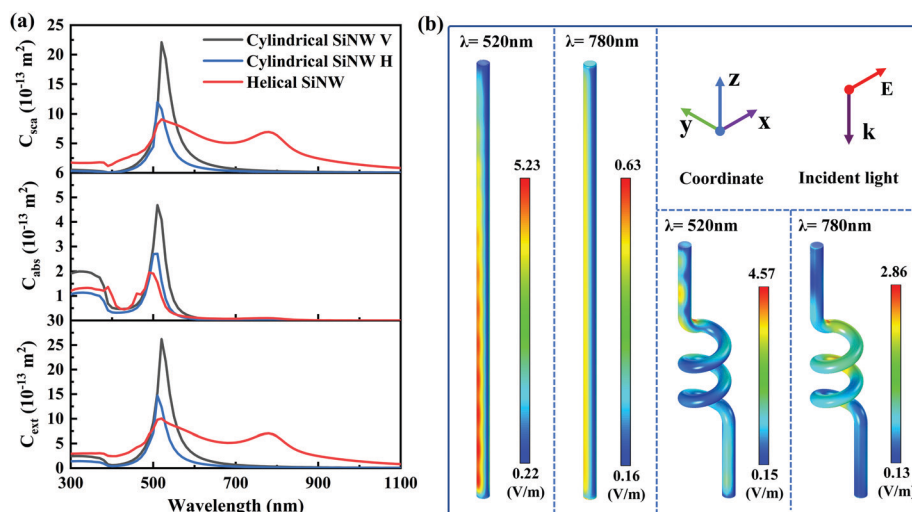 (a)
Cylindrical SiNW V
Cylindrical SiNW H
Helical SiNW
C_sca (10⁻¹³ m²)
25
20
15
10
5
6
C_abs (10⁻¹³ m²)
5
4
3
2
1
30
C_ext (10⁻¹³ m²)
25
20
15
10
5
0
300 500 700 900 1100
Wavelength (nm)
(b)
λ= 520nm
5.23
0.22
(V/m)
λ= 780nm
0.63
0.16
(V/m)
z
y
x
Coordinate
E
k
Incident light
λ= 520nm
4.57
0.15
(V/m)
λ= 780nm
2.86
0.13
(V/m)